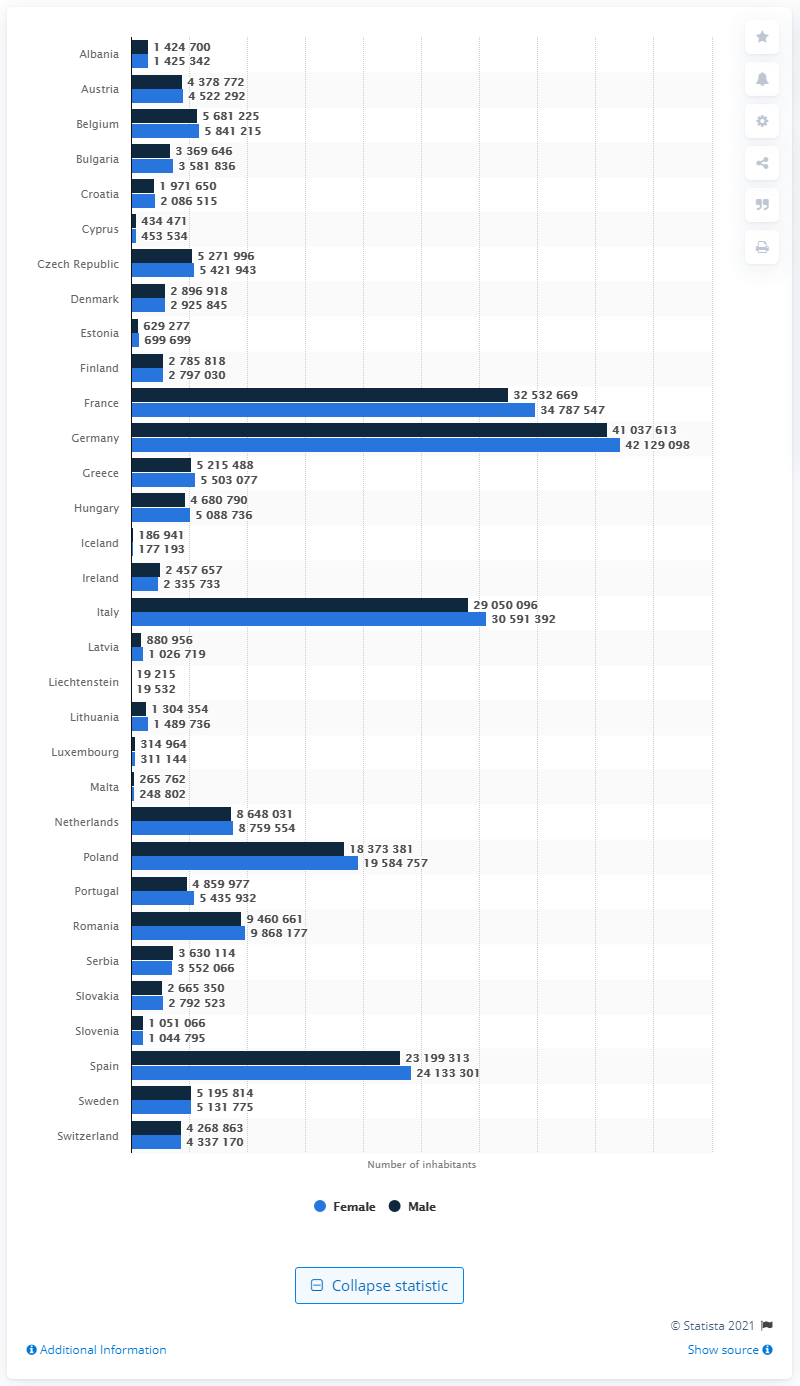 Albania
1 424 700
1 425 342
Austria
4 378 772
4 522 292
Belgium
5 681 225
5 841 215
Bulgaria
3 369 646
3 581 836
Croatia
1 971 650
2 086 515
Cyprus
434 471
453 534
Czech Republic
5 271 996
5 421 943
Denmark
2 896 918
2 925 845
Estonia
629 277
699 699
Finland
2 785 818
2 797 030
France
32 532 669
34 787 547
Germany
41 037 613
42 129 098
Greece
5 215 488
5 503 077
Hungary
4 680 790
5 088 736
Iceland
186 941
177 193
Ireland
2 457 657
2 335 733
Italy
29 050 096
30 591 392
Latvia
880 956
1 026 719
Liechtenstein
19 215
19 532
Lithuania
1 304 354
1 489 736
Luxembourg
314 964
311 144
Malta
265 762
248 802
Netherlands
8 648 031
8 759 554
Poland
18 373 381
19 584 757
Portugal
4 859 977
5 435 932
Romania
9 460 661
9 868 177
Serbia
3 630 114
3 552 066
Slovakia
2 665 350
2 792 523
Slovenia
1 051 066
1 044 795
Spain
23 199 313
24 133 301
Sweden
5 195 814
5 131 775
Switzerland
4 268 863
4 337 170
Number of inhabitants
Female Male
Collapse statistic
© Statista 2021
Additional Information
Show source